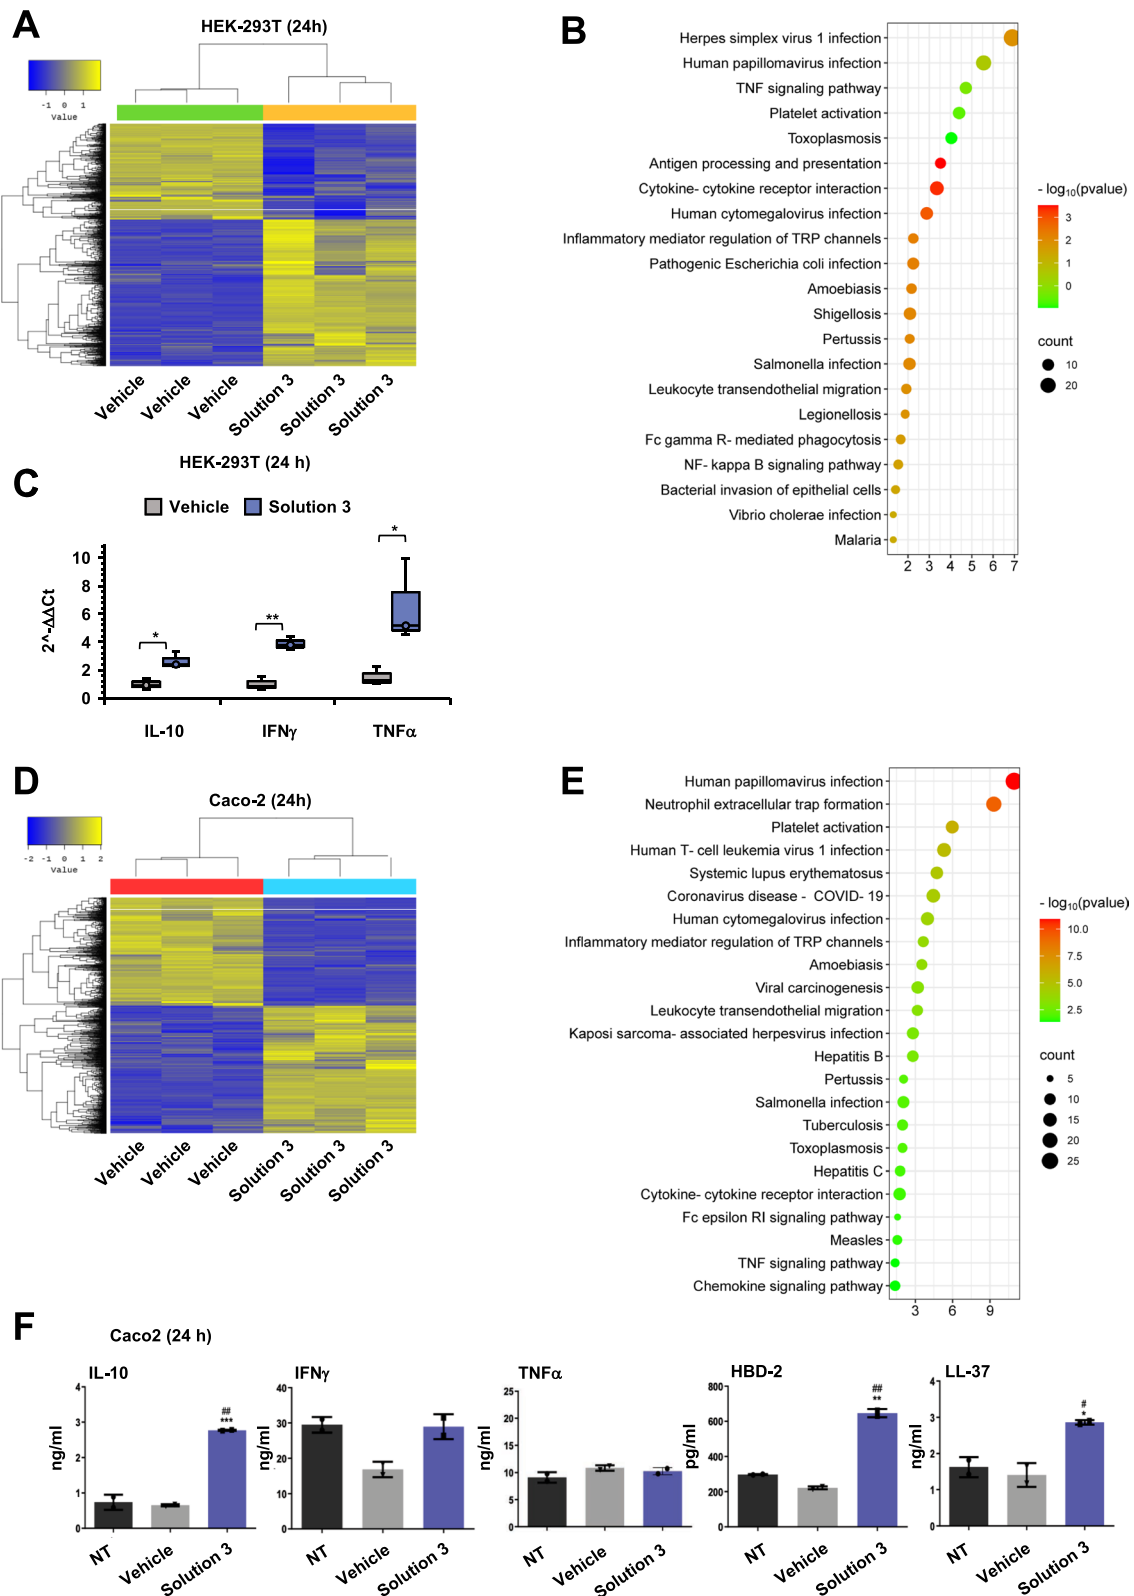 A
HEK-293T (24h)
-1 0 1
Value
Vehicle
Vehicle
Vehicle
Solution 3
Solution 3
Solution 3
B
Herpes simplex virus 1 infection
Human papillomavirus infection
TNF signaling pathway
Platelet activation
Toxoplasmosis
Antigen processing and presentation
Cytokine- cytokine receptor interaction
Human cytomegalovirus infection
Inflammatory mediator regulation of TRP channels
Pathogenic Escherichia coli infection
Amoebiasis
Shigellosis
Pertussis
Salmonella infection
Leukocyte transendothelial migration
Legionellosis
Fc gamma R- mediated phagocytosis
NF- kappa B signaling pathway
Bacterial invasion of epithelial cells
Vibrio cholerae infection
Malaria
2 3 4 5 6 7
- log10(pvalue)
3
2
1
0
count
10
20
C
HEK-293T (24 h)
Vehicle Solution 3
2^-ΔΔCt
10
8
6
4
2
0
*
**
*
IL-10 IFNγ TNFα
D
Caco-2 (24h)
-2 -1 0 1 2
Value
Vehicle
Vehicle
Vehicle
Solution 3
Solution 3
Solution 3
E
Human papillomavirus infection
Neutrophil extracellular trap formation
Platelet activation
Human T- cell leukemia virus 1 infection
Systemic lupus erythematosus
Coronavirus disease - COVID- 19
Human cytomegalovirus infection
Inflammatory mediator regulation of TRP channels
Amoebiasis
Viral carcinogenesis
Leukocyte transendothelial migration
Kaposi sarcoma- associated herpesvirus infection
Hepatitis B
Pertussis
Salmonella infection
Tuberculosis
Toxoplasmosis
Hepatitis C
Cytokine- cytokine receptor interaction
Fc epsilon RI signaling pathway
Measles
TNF signaling pathway
Chemokine signaling pathway
3 6 9
- log10(pvalue)
10.0
7.5
5.0
2.5
count
5
10
15
20
25
F
Caco2 (24 h)
IL-10
ng/ml
4
3
2
1
0
##
***
NT
Vehicle
Solution 3
IFNγ
ng/ml
40
30
20
10
0
NT
Vehicle
Solution 3
TNFα
ng/ml
25
20
15
10
5
0
NT
Vehicle
Solution 3
HBD-2
pg/ml
800
600
400
200
0
##
**
NT
Vehicle
Solution 3
LL-37
ng/ml
4
3
2
1
0
#
*
NT
Vehicle
Solution 3